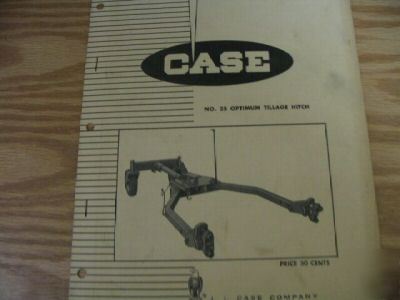 CASE
NO. 25 OPTIMUM TILLAGE HITCH
PRICE 30 CENTS
J. I. CASE COMPANY